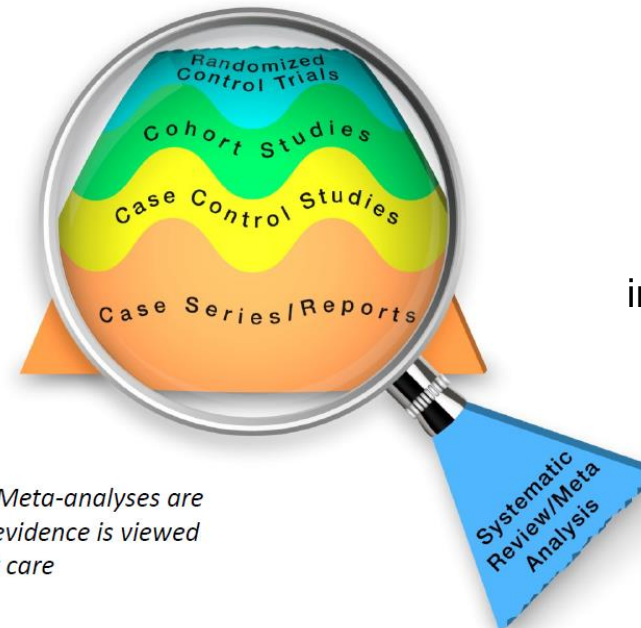 Randomized
Control Trials
Cohort Studies
Case Control Studies
Case Series/Reports
Meta-analyses are
evidence is viewed
care
Systematic
Review/Meta
Analysis